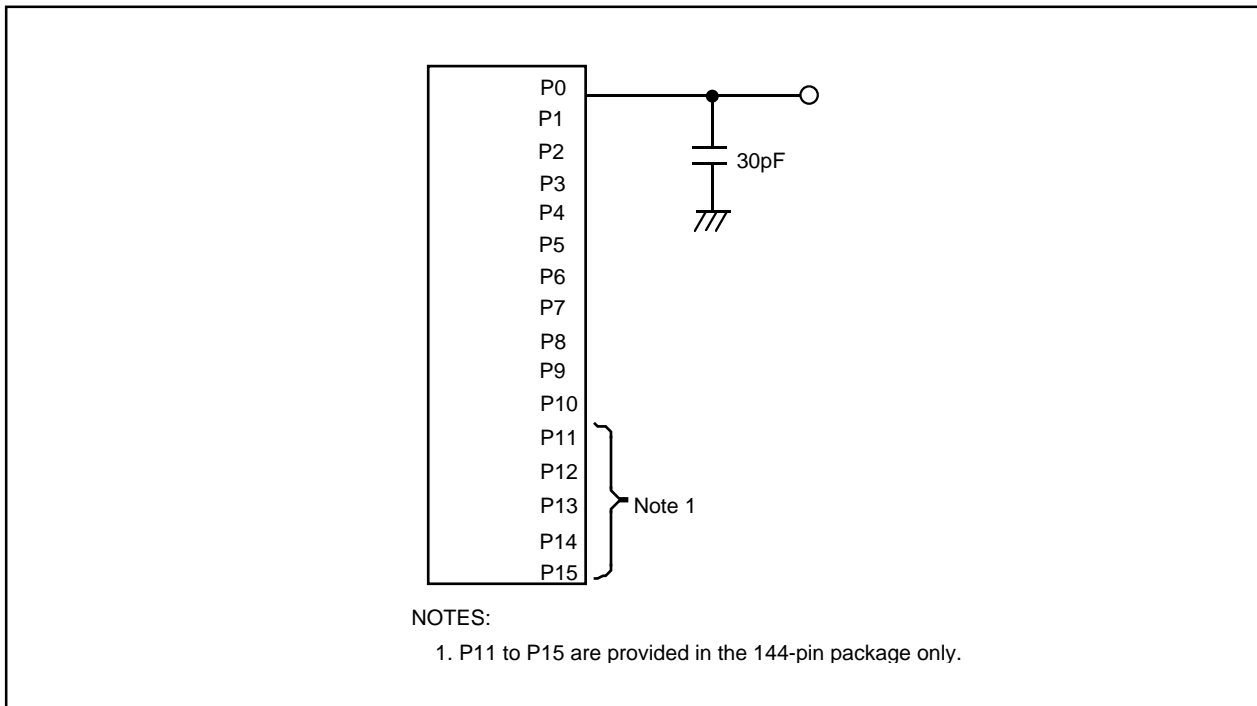 P0
P1
P2
P3
P4
P5
P6
P7
P8
P9
P10
P11
P12
P13
P14
P15
30pF
Note 1
NOTES:
1. P11 to P15 are provided in the 144-pin package only.